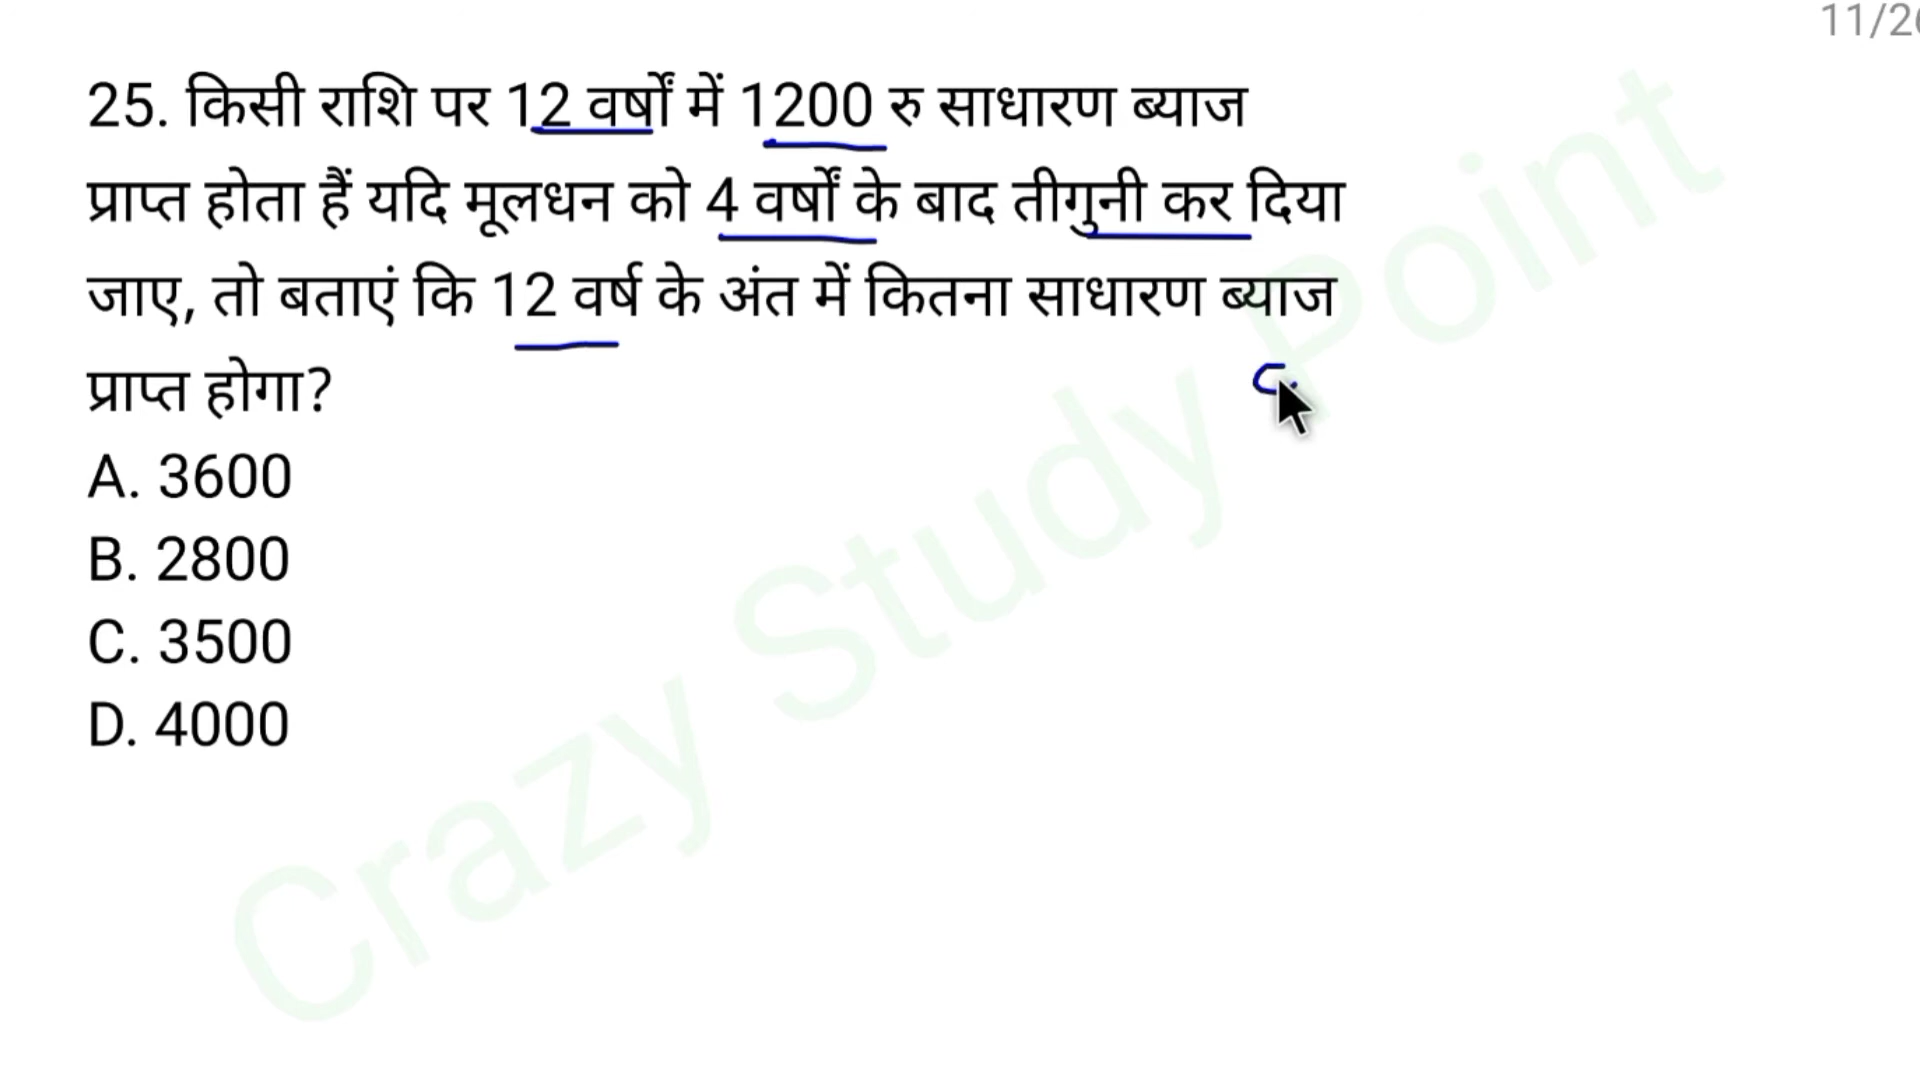 11/26
25. किसी राशि पर 12 वर्षों में 1200 रु साधारण ब्याज
प्राप्त होता हैं यदि मूलधन को 4 वर्षों के बाद तीगुनी कर दिया
जाए, तो बताएं कि 12 वर्ष के अंत में कितना साधारण ब्याज
प्राप्त होगा?
A. 3600
B. 2800
C. 3500
D. 4000
Crazy Study Point